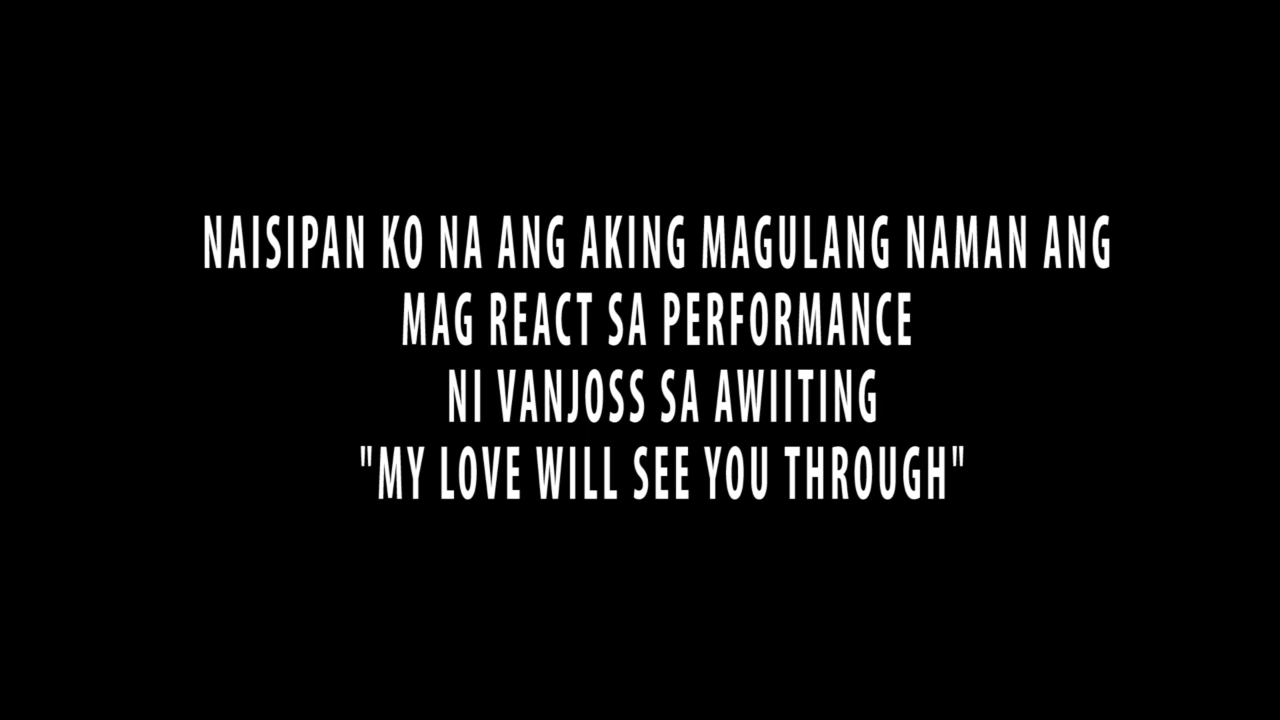 NAISIPAN KO NA ANG AKING MAGULANG NAMAN ANG
MAG REACT SA PERFORMANCE
NI VANJOSS SA AWIITING
"MY LOVE WILL SEE YOU THROUGH"